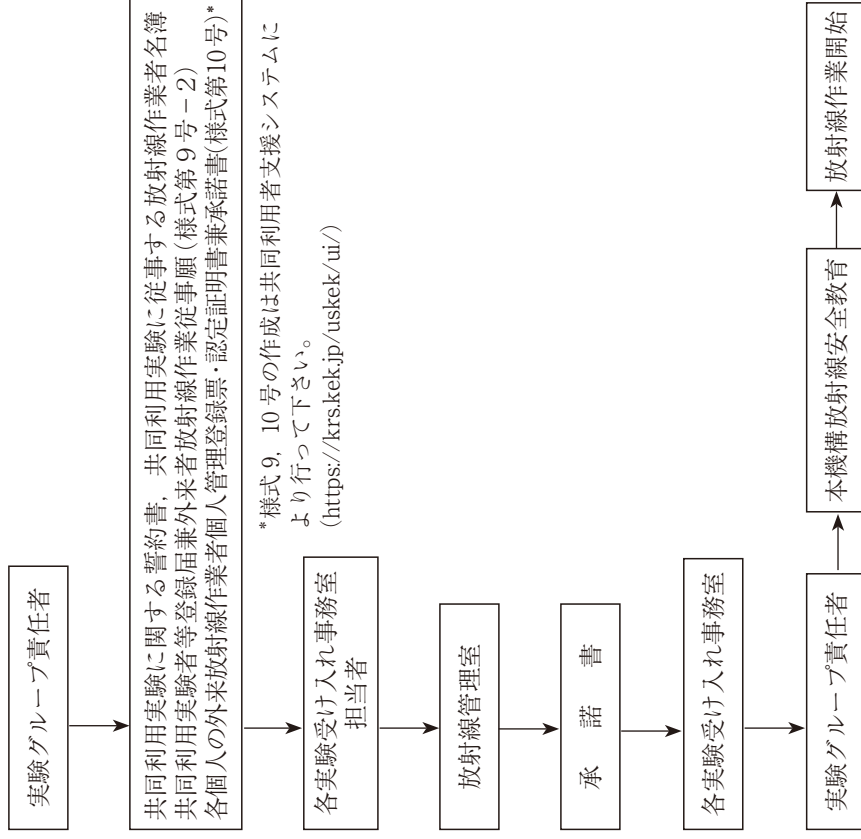 実験グループ責任者
共同利用実験に関する誓約書，共同利用実験に従事する放射線作業者名簿
共同利用実験者等登録届兼外来者放射線作業従事願(様式第９号－２)
各個人の外来放射線作業者個人管理登録票・認定証明書兼承諾書(様式第10号)*
*様式 9，10 号の作成は共同利用者支援システムに
より行って下さい。
(https://krs.kek.jp/uskek/ui/)
各実験受け入れ事務室
担当者
放射線管理室
承　諾　書
各実験受け入れ事務室
実験グループ責任者
本機構放射線安全教育
放射線作業開始